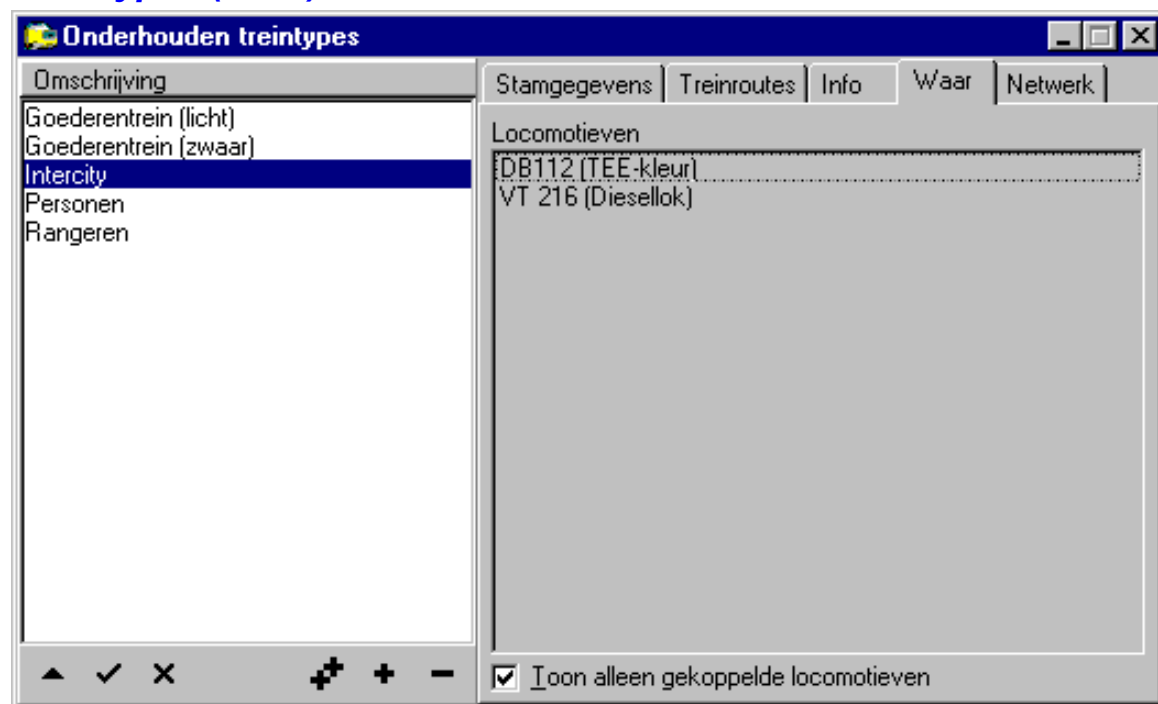 Onderhouden treintypes
Omschrijving
Goederentrein (licht)
Goederentrein (zwaar)
Intercity
Personen
Rangeren
Stamgegevens Treinroutes Info Waar Netwerk
Locomotieven
DB112 (TEE-kleur)
VT 216 (Diesellok)
Toon alleen gekoppelde locomotieven